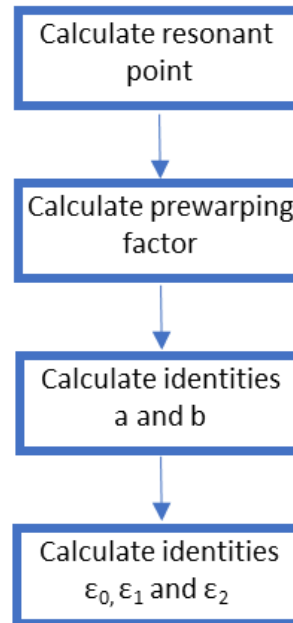 Calculate resonant
point
Calculate prewarping
factor
Calculate identities
a and b
Calculate identities
ε₀, ε₁ and ε₂